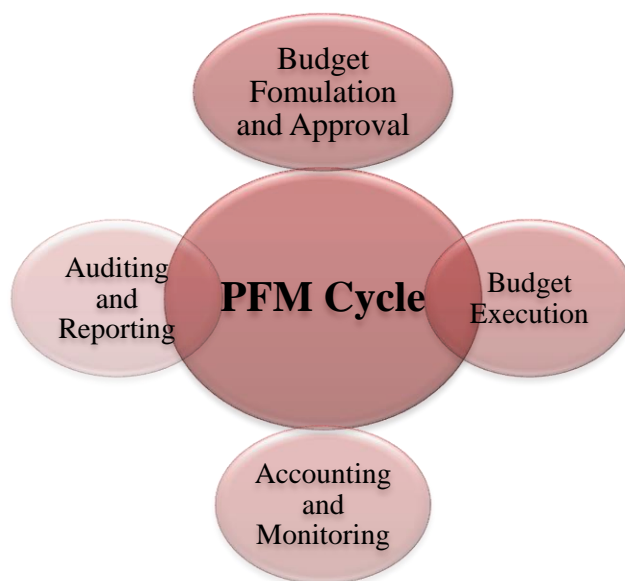 Budget
Fomulation
and Approval
Auditing
and
Reporting
PFM Cycle
Budget
Execution
Accounting
and
Monitoring